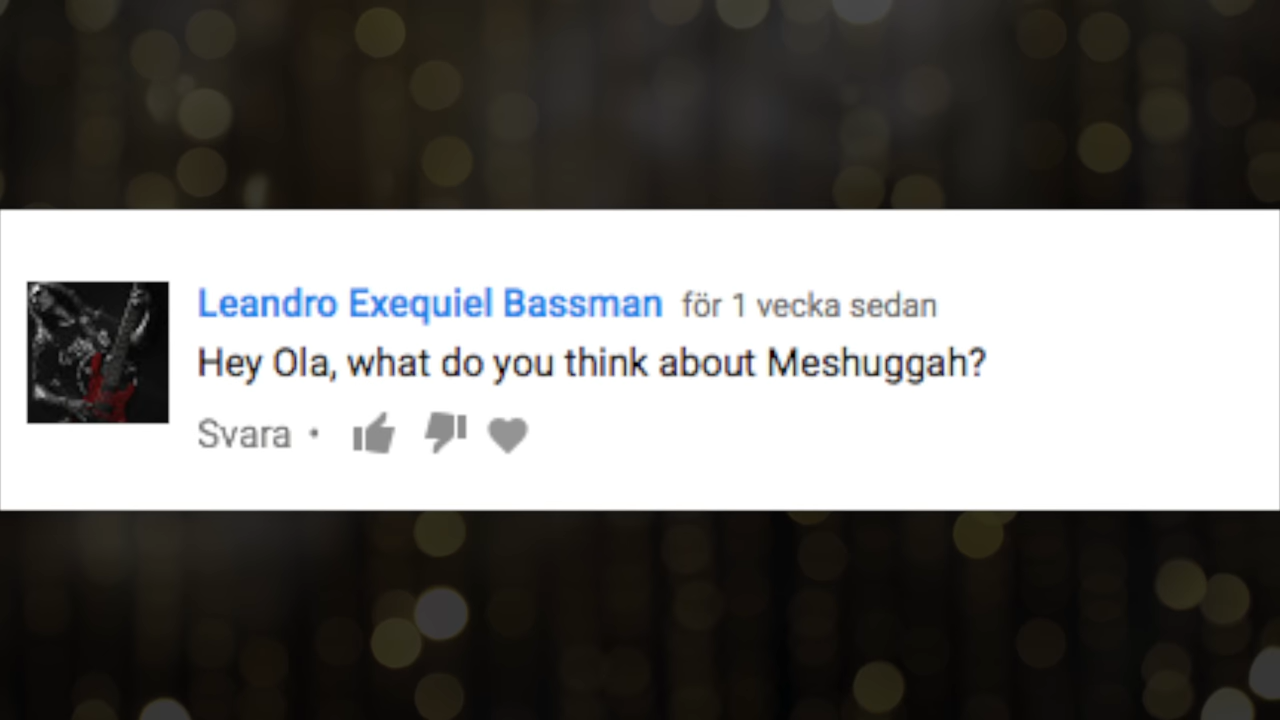 Leandro Exequiel Bassman för 1 vecka sedan
Hey Ola, what do you think about Meshuggah?
Svara •